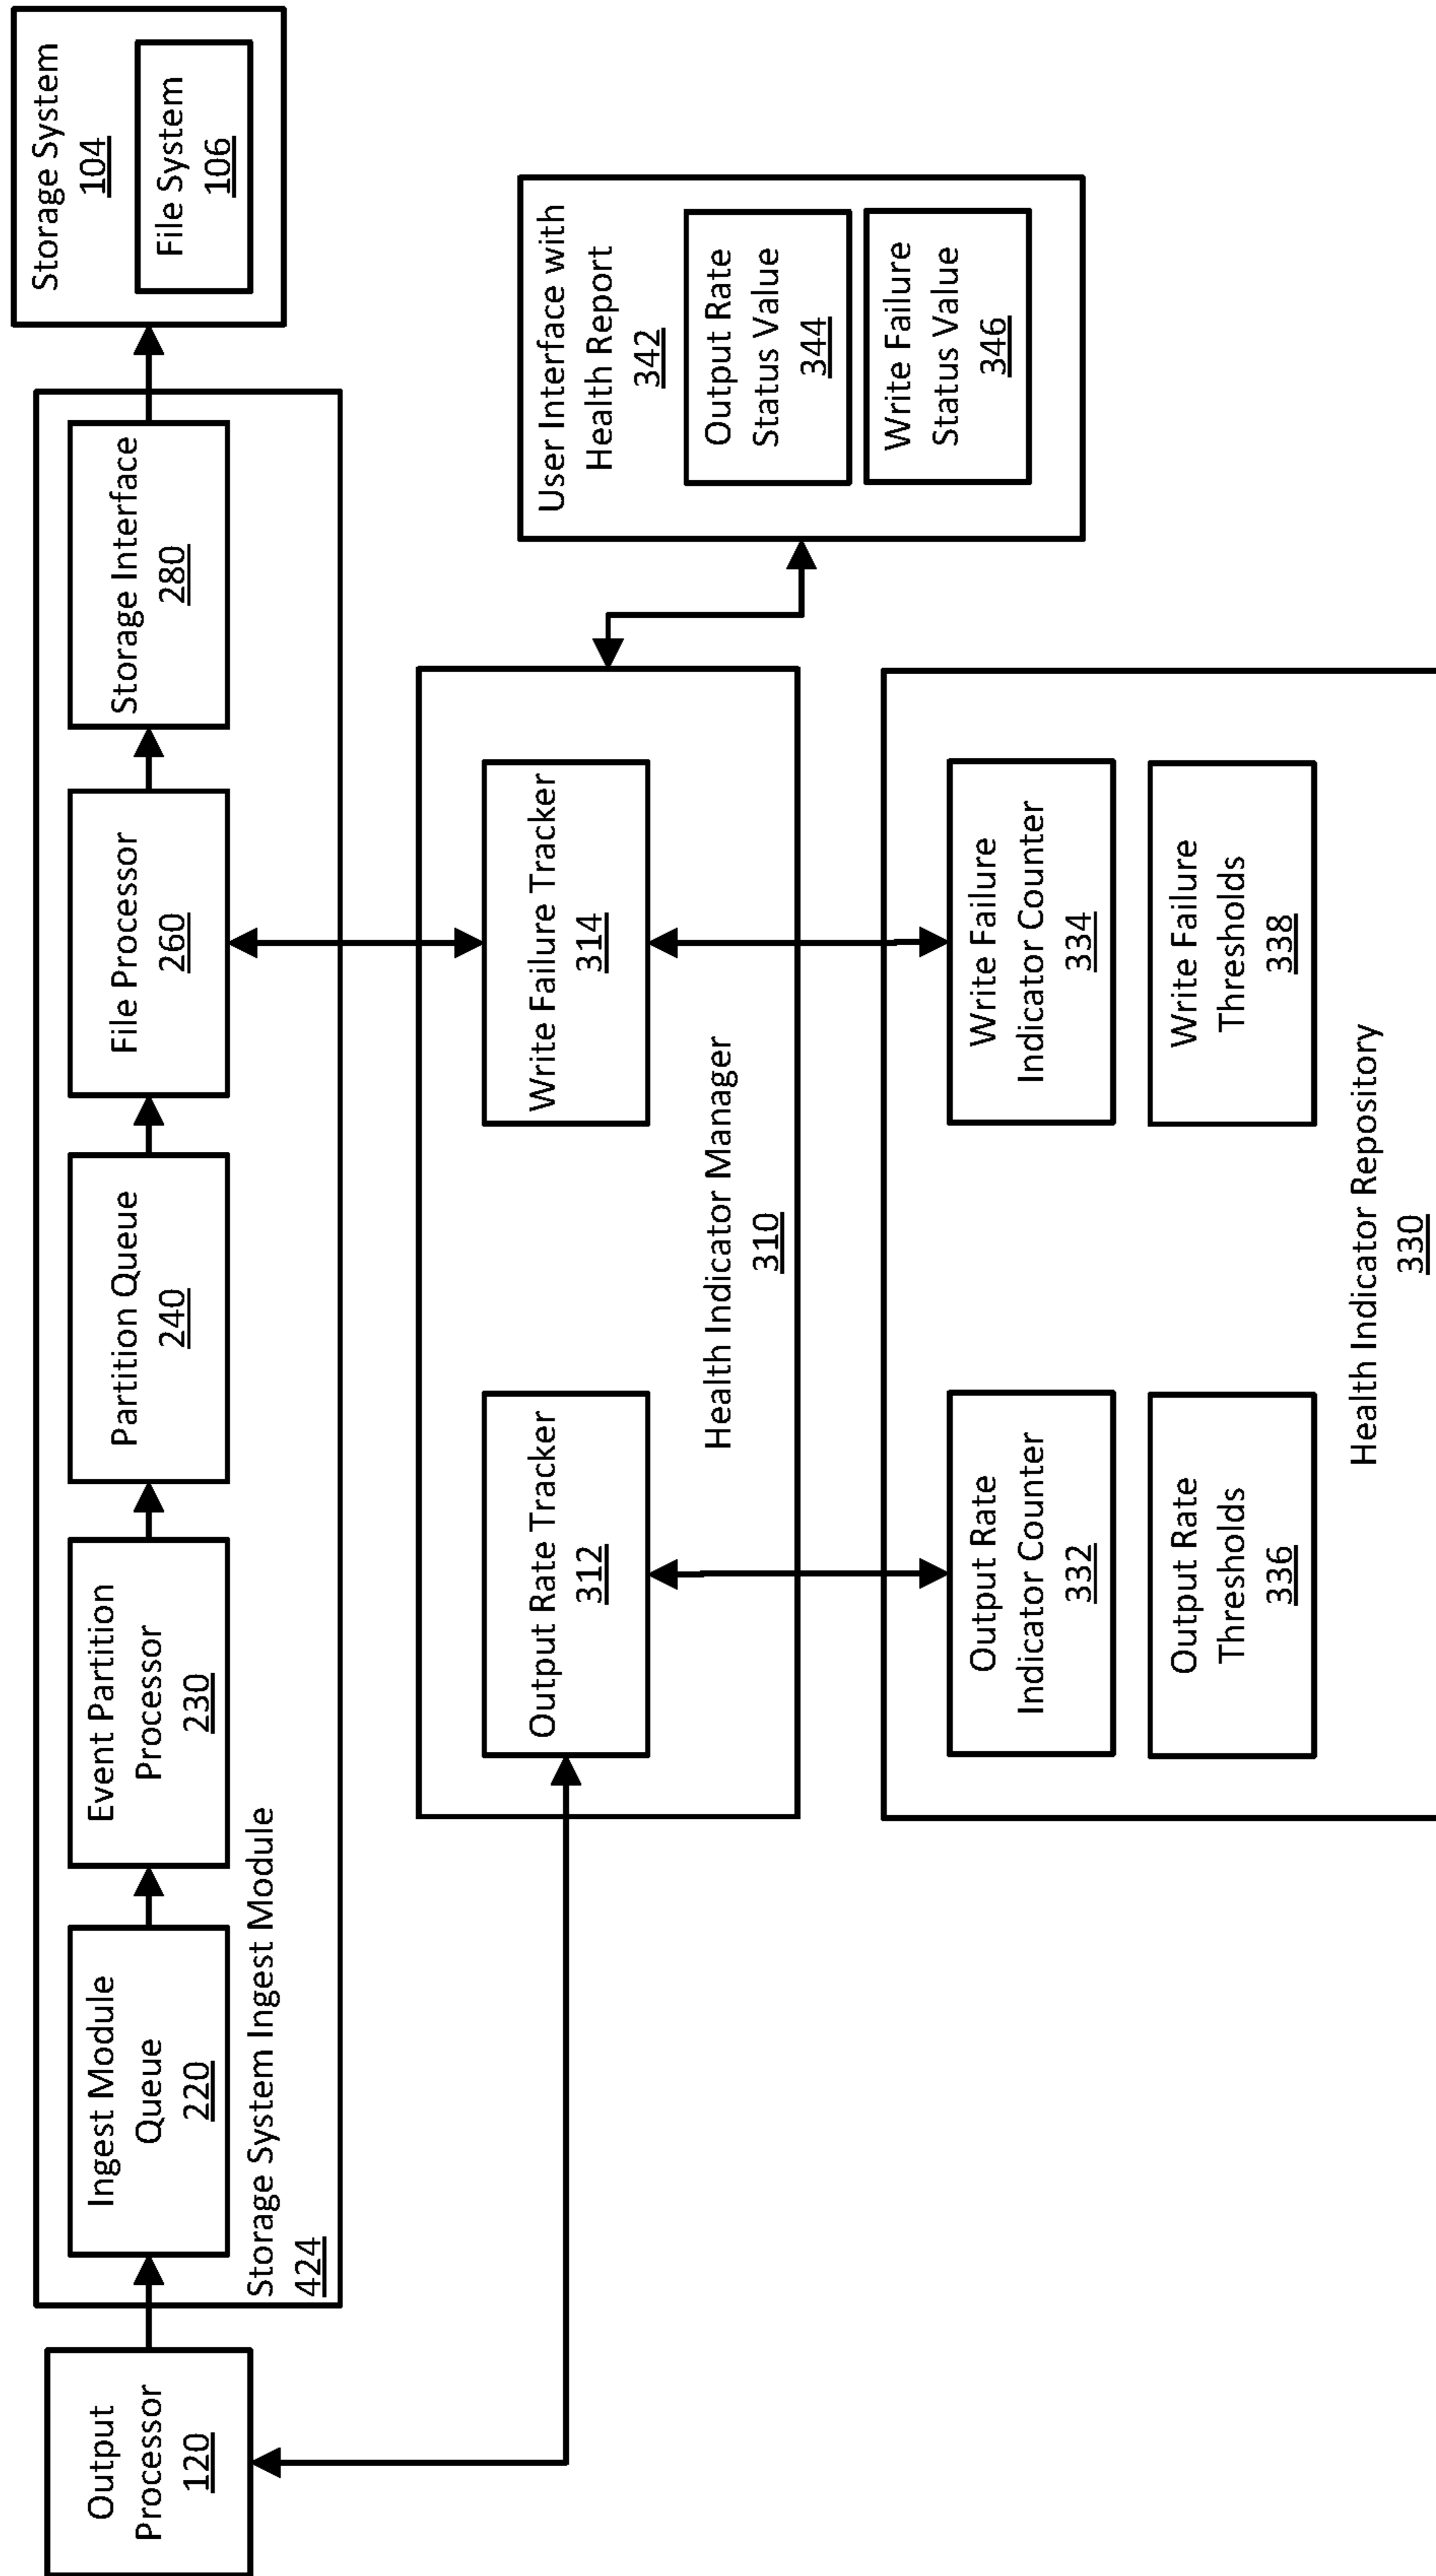 Output
Processor
120
Ingest Module
Queue
220
Event Partition
Processor
230
Partition Queue
240
File Processor
260
Storage Interface
280
Storage System Ingest Module
424
Storage System
104
File System
106
Output Rate Tracker
312
Write Failure Tracker
314
Health Indicator Manager
310
User Interface with
Health Report
342
Output Rate
Status Value
344
Write Failure
Status Value
346
Output Rate
Indicator Counter
332
Write Failure
Indicator Counter
334
Output Rate
Thresholds
336
Write Failure
Thresholds
338
Health Indicator Repository
330